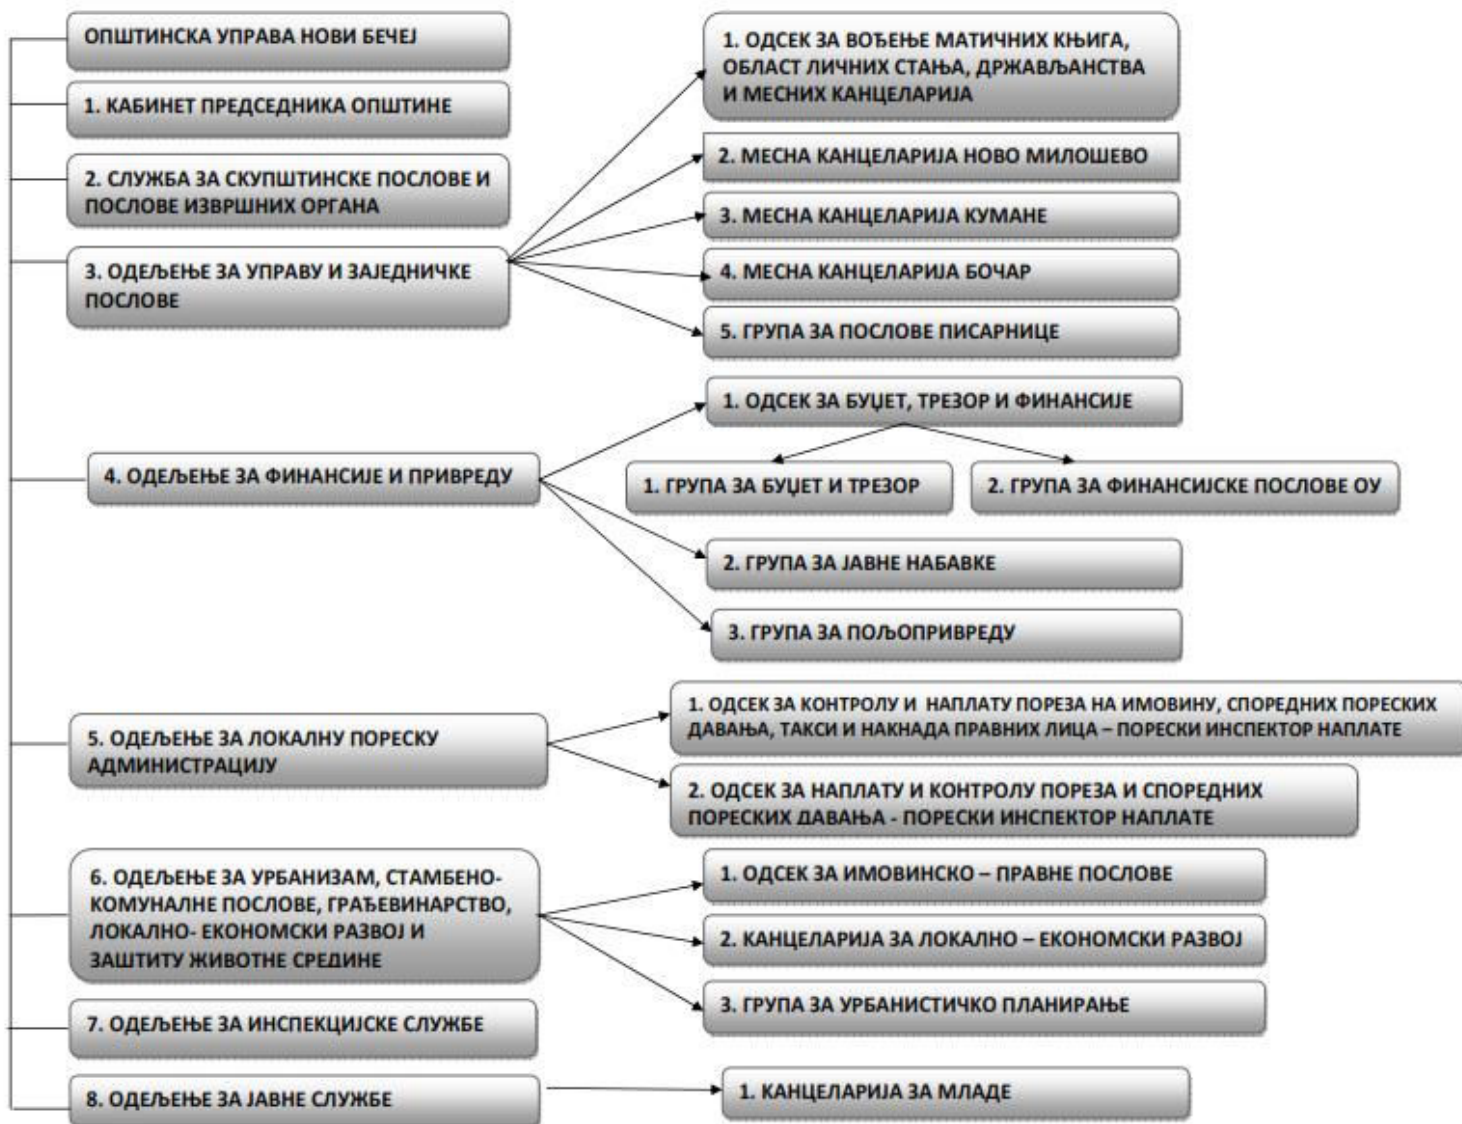 ОПШТИНСКА УПРАВА НОВИ БЕЧЕЈ
1. КАБИНЕТ ПРЕДСЕДНИКА ОПШТИНЕ
2. СЛУЖБА ЗА СКУПШТИНСКЕ ПОСЛОВЕ И
ПОСЛОВЕ ИЗВРШНИХ ОРГАНА
3. ОДЕЉЕЊЕ ЗА УПРАВУ И ЗАЈЕДНИЧКЕ
ПОСЛОВЕ
1. ОДСЕК ЗА ВОЂЕЊЕ МАТИЧНИХ КЊИГА,
ОБЛАСТ ЛИЧНИХ СТАЊА, ДРЖАВЉАНСТВА
И МЕСНИХ КАНЦЕЛАРИЈА
2. МЕСНА КАНЦЕЛАРИЈА НОВО МИЛОШЕВО
3. МЕСНА КАНЦЕЛАРИЈА КУМАНЕ
4. МЕСНА КАНЦЕЛАРИЈА БОЧАР
5. ГРУПА ЗА ПОСЛОВЕ ПИСАРНИЦЕ
4. ОДЕЉЕЊЕ ЗА ФИНАНСИЈЕ И ПРИВРЕДУ
1. ОДСЕК ЗА БУЏЕТ, ТРЕЗОР И ФИНАНСИЈЕ
1. ГРУПА ЗА БУЏЕТ И ТРЕЗОР
2. ГРУПА ЗА ФИНАНСИЈСКЕ ПОСЛОВЕ ОУ
2. ГРУПА ЗА ЈАВНЕ НАБАВКЕ
3. ГРУПА ЗА ПОЉОПРИВРЕДУ
5. ОДЕЉЕЊЕ ЗА ЛОКАЛНУ ПОРЕСКУ
АДМИНИСТРАЦИЈУ
1. ОДСЕК ЗА КОНТРОЛУ И НАПЛАТУ ПОРЕЗА НА ИМОВИНУ, СПОРЕДНИХ ПОРЕСКИХ
ДАВАЊА, ТАКСИ И НАКНАДА ПРАВНИХ ЛИЦА – ПОРЕСКИ ИНСПЕКТОР НАПЛАТЕ
2. ОДСЕК ЗА НАПЛАТУ И КОНТРОЛУ ПОРЕЗА И СПОРЕДНИХ
ПОРЕСКИХ ДАВАЊА - ПОРЕСКИ ИНСПЕКТОР НАПЛАТЕ
6. ОДЕЉЕЊЕ ЗА УРБАНИЗАМ, СТАМБЕНО-
КОМУНАЛНЕ ПОСЛОВЕ, ГРАЂЕВИНАРСТВО,
ЛОКАЛНО- ЕКОНОМСКИ РАЗВОЈ И
ЗАШТИТУ ЖИВОТНЕ СРЕДИНЕ
1. ОДСЕК ЗА ИМОВИНСКО – ПРАВНЕ ПОСЛОВЕ
2. КАНЦЕЛАРИЈА ЗА ЛОКАЛНО – ЕКОНОМСКИ РАЗВОЈ
3. ГРУПА ЗА УРБАНИСТИЧКО ПЛАНИРАЊЕ
7. ОДЕЉЕЊЕ ЗА ИНСПЕКЦИЈСКЕ СЛУЖБЕ
8. ОДЕЉЕЊЕ ЗА ЈАВНЕ СЛУЖБЕ
1. КАНЦЕЛАРИЈА ЗА МЛАДЕ